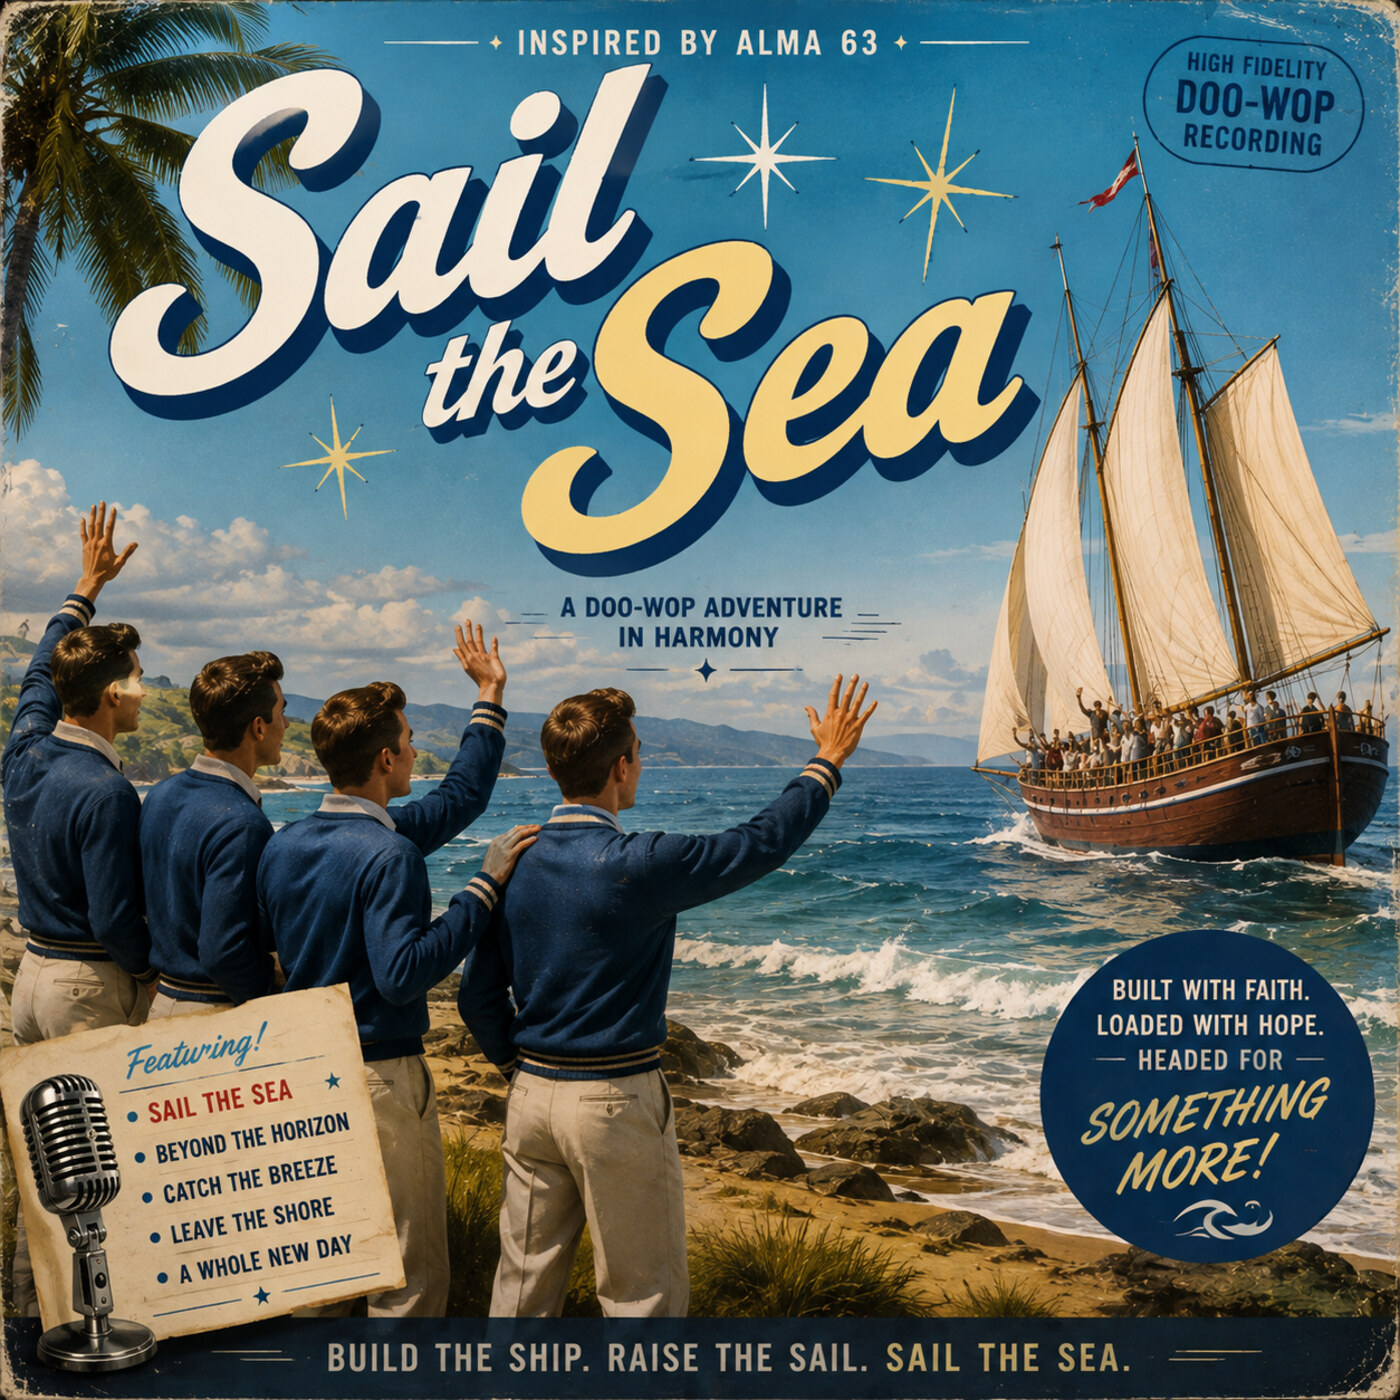 INSPIRED BY ALMA 63
HIGH FIDELITY
DOO-WOP
RECORDING
Sail
the Sea
A DOO-WOP ADVENTURE
IN HARMONY
Featuring!
• SAIL THE SEA
• BEYOND THE HORIZON
• CATCH THE BREEZE
• LEAVE THE SHORE
• A WHOLE NEW DAY
BUILT WITH FAITH.
LOADED WITH HOPE.
HEADED FOR
SOMETHING
MORE!
BUILD THE SHIP. RAISE THE SAIL. SAIL THE SEA.